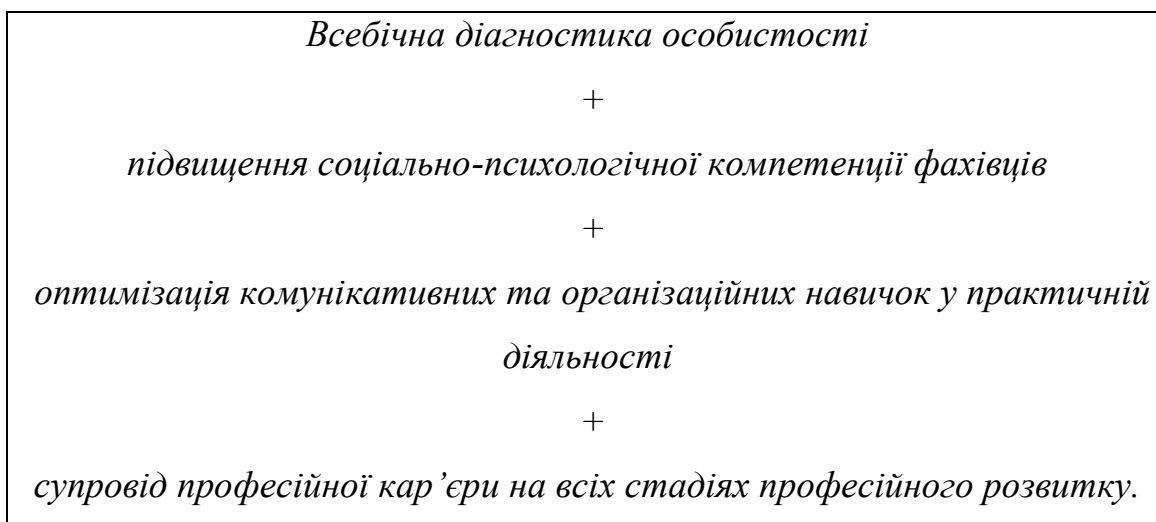 Всебічна діагностика особистості
+
підвищення соціально-психологічної компетенції фахівців
+
оптимізація комунікативних та організаційних навичок у практичній
діяльності
+
супровід професійної кар’єри на всіх стадіях професійного розвитку.